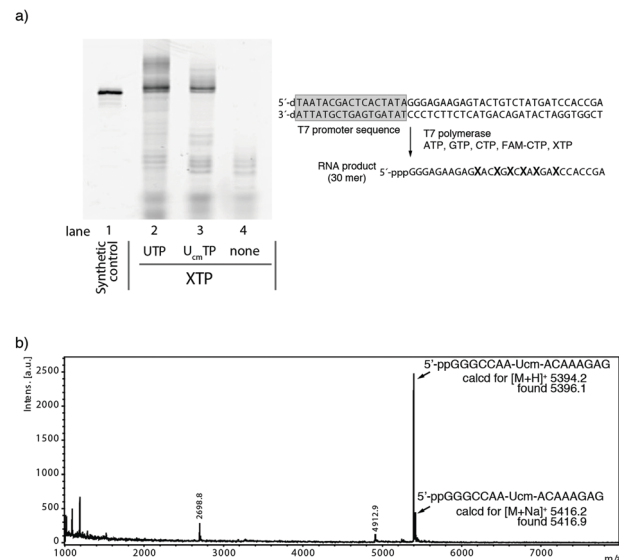 a)
5´-dTAATACGACTCACTATAGGGAGAAGAGTACTGTCTATGATCCACCGA
3´-dATTATGCTGAGTGATATCCCTCTTCTCATGACAGATACTAGGTGGCT
T7 promoter sequence
T7 polymerase
ATP, GTP, CTP, FAM-CTP, XTP
RNA product
(30 mer)
5´-pppGGGAGAAGAGXACXGXCXAXGAXCCACCGA
lane 1 2 3 4
Synthetic
control
UTP UcmTP none
XTP
b)
Intens. [a.u.]
2500
2000
1500
1000
500
0
5'-ppGGGCCAA-Ucm-ACAAAGAG
calcd for [M+H]+ 5394.2
found 5396.1
5'-ppGGGCCAA-Ucm-ACAAAGAG
calcd for [M+Na]+ 5416.2
found 5416.9
2698.8
4912.9
1000 2000 3000 4000 5000 6000 7000